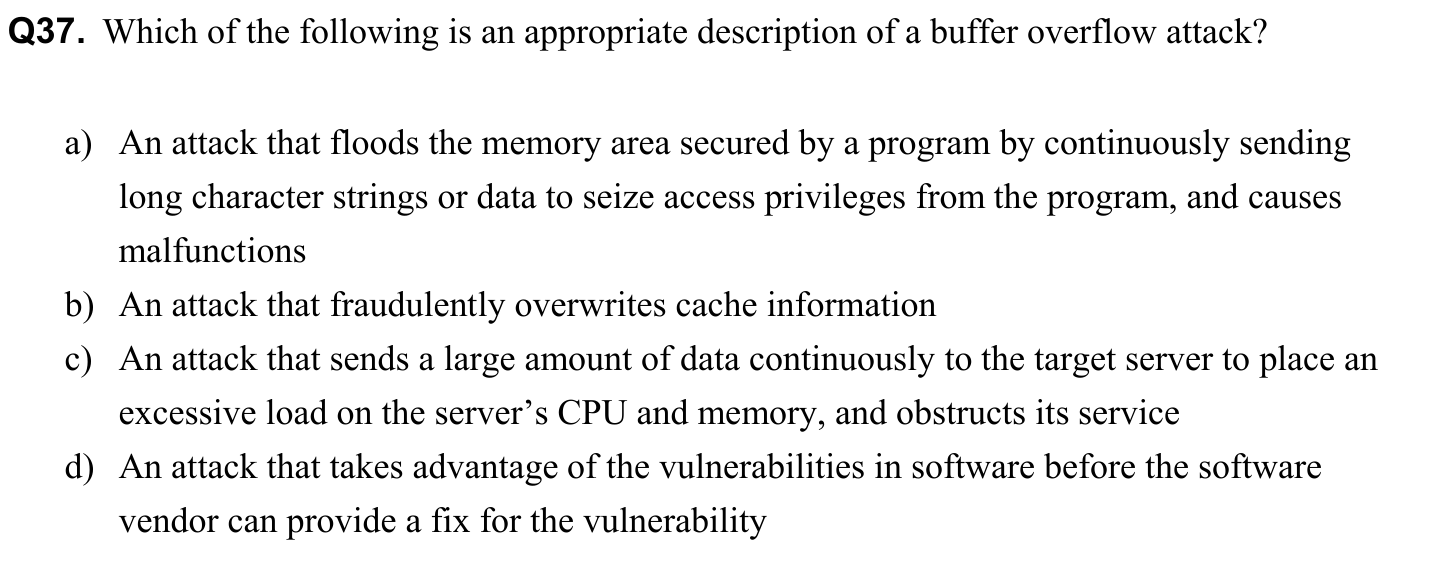 Q37. Which of the following is an appropriate description of a buffer overflow attack?
a) An attack that floods the memory area secured by a program by continuously sending
long character strings or data to seize access privileges from the program, and causes
malfunctions
b) An attack that fraudulently overwrites cache information
c) An attack that sends a large amount of data continuously to the target server to place an
excessive load on the server’s CPU and memory, and obstructs its service
d) An attack that takes advantage of the vulnerabilities in software before the software
vendor can provide a fix for the vulnerability